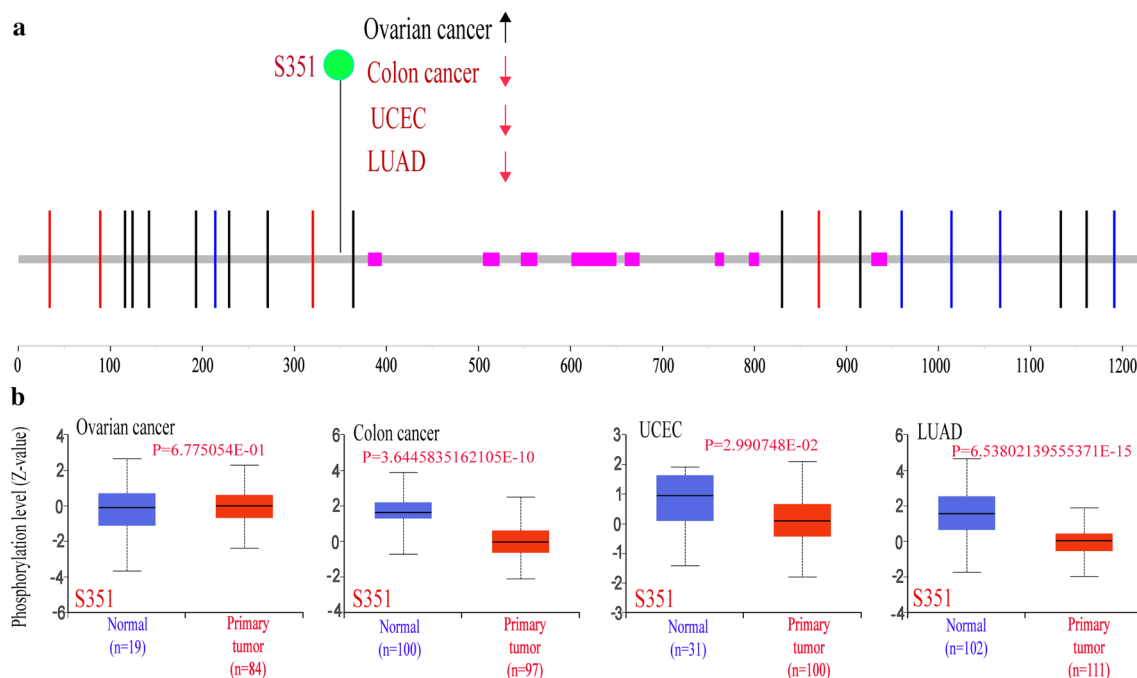 a
Ovarian cancer
S351
Colon cancer
UCEC
LUAD
0 100 200 300 400 500 600 700 800 900 1000 1100 1200
b
Phosphorylation level (Z-value)
Ovarian cancer
P=6.775054E-01
4
2
0
-2
-4
-6
S351
Normal
(n=19)
Primary
tumor
(n=84)
Colon cancer
P=3.6445835162105E-10
6
4
2
0
-2
-4
S351
Normal
(n=100)
Primary
tumor
(n=97)
UCEC
P=2.990748E-02
3
2
1
0
-1
-2
-3
S351
Normal
(n=31)
Primary
tumor
(n=100)
LUAD
P=6.53802139555371E-15
6
4
2
0
-2
-4
S351
Normal
(n=102)
Primary
tumor
(n=111)